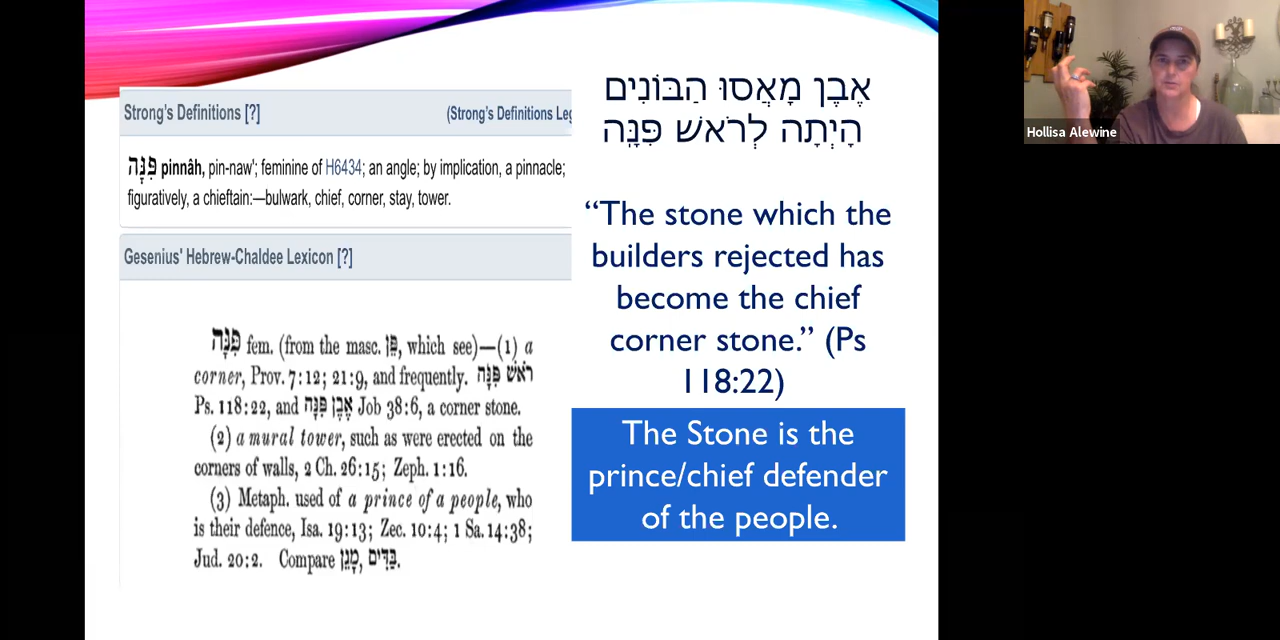 Strong's Definitions [?]
(Strong's Definitions Leg
פִּנָּה pinnâh, pin-naw'; feminine of H6434; an angle; by implication, a pinnacle;
figuratively, a chieftain:—bulwark, chief, corner, stay, tower.
Gesenius' Hebrew-Chaldee Lexicon [?]
פִּנָּה fem. (from the masc. פֵּן, which see)—(1) a
corner, Prov. 7:12; 21:9, and frequently. רֹאשׁ פִּנָּה
Ps. 118:22, and אֶבֶן פִּנָּה Job 38:6, a corner stone.
(2) a mural tower, such as were erected on the
corners of walls, 2 Ch. 26:15; Zeph. 1:16.
(3) Metaph. used of a prince of a people, who
is their defence, Isa. 19:13; Zec. 10:4; 1 Sa. 14:38;
Jud. 20:2. Compare בַּדִּים, מָגֵן.
אֶבֶן מָאֲסוּ הַבּוֹנִים
הָיְתָה לְרֹאשׁ פִּנָּה
“The stone which the
builders rejected has
become the chief
corner stone.” (Ps
118:22)
The Stone is the
prince/chief defender
of the people.
Hollisa Alewine